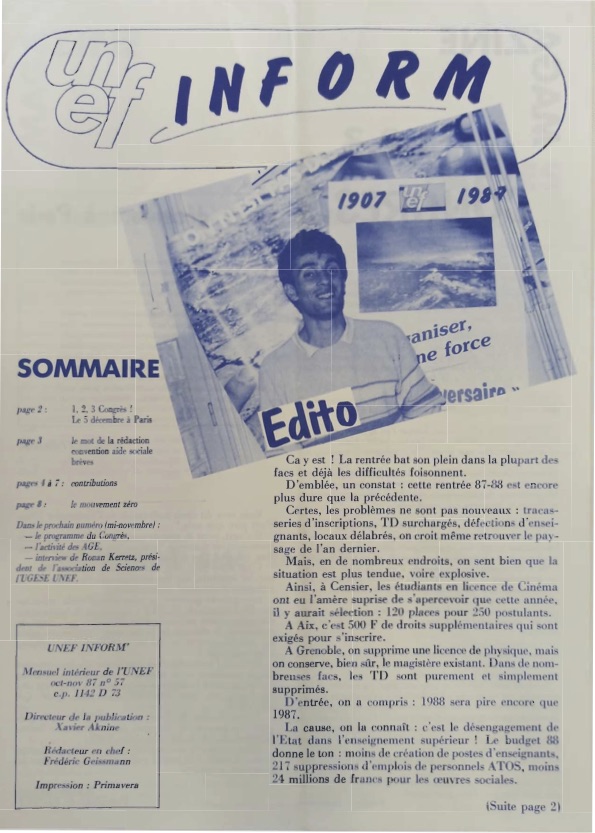 unef
INFORM
1907 unef 1987
aniser,
ne force
versaire »
Edito
SOMMAIRE
page 2 : 1, 2, 3 Congrès !
Le 5 décembre à Paris
page 3 le mot de la rédaction
convention aide sociale
brèves
pages 4 à 7 : contributions
page 8 : le mouvement zéro
Dans le prochain numéro (mi-novembre) :
— le programme du Congrès,
— l'activité des AGE,
— interview de Ronan Kerretz, prési-
dent de l'association de Sciences de
l'UGESE UNEF.
UNEF INFORM'
Mensuel intérieur de l'UNEF
oct-nov 87 n° 57
c.p. 1142 D 73
Directeur de la publication :
Xavier Aknine
Rédacteur en chef :
Frédéric Geissmann
Impression : Primavera
Ca y est ! La rentrée bat son plein dans la plupart des
facs et déjà les difficultés foisonnent.
D'emblée, un constat : cette rentrée 87-88 est encore
plus dure que la précédente.
Certes, les problèmes ne sont pas nouveaux : tracas-
series d'inscriptions, TD surchargés, défections d'ensei-
gnants, locaux délabrés, on croit même retrouver le pay-
sage de l'an dernier.
Mais, en de nombreux endroits, on sent bien que la
situation est plus tendue, voire explosive.
Ainsi, à Censier, les étudiants en licence de Cinéma
ont eu l'amère suprise de s'apercevoir que cette année,
il y aurait sélection : 120 places pour 250 postulants.
A Aix, c'est 500 F de droits supplémentaires qui sont
exigés pour s'inscrire.
A Grenoble, on supprime une licence de physique, mais
on conserve, bien sûr, le magistère existant. Dans de nom-
breuses facs, les TD sont purement et simplement
supprimés.
D'entrée, on a compris : 1988 sera pire encore que
1987.
La cause, on la connaît : c'est le désengagement de
l'Etat dans l'enseignement supérieur ! Le budget 88
donne le ton : moins de création de postes d'enseignants,
217 suppressions d'emplois de personnels ATOS, moins
24 millions de francs pour les œuvres sociales.
(Suite page 2)